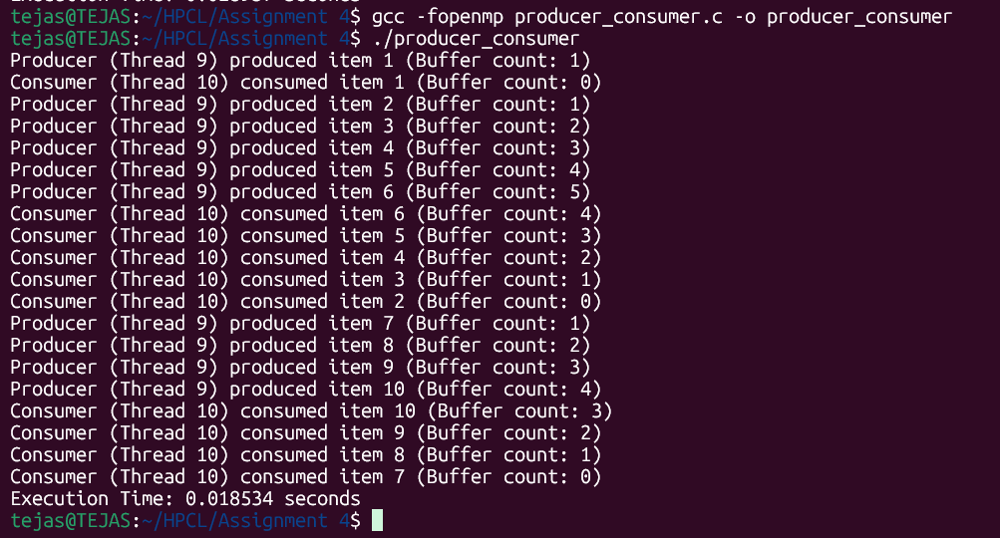 tejas@TEJAS:~/HPCL/Assignment 4$ gcc -fopenmp producer_consumer.c -o producer_consumer
tejas@TEJAS:~/HPCL/Assignment 4$ ./producer_consumer
Producer (Thread 9) produced item 1 (Buffer count: 1)
Consumer (Thread 10) consumed item 1 (Buffer count: 0)
Producer (Thread 9) produced item 2 (Buffer count: 1)
Producer (Thread 9) produced item 3 (Buffer count: 2)
Producer (Thread 9) produced item 4 (Buffer count: 3)
Producer (Thread 9) produced item 5 (Buffer count: 4)
Producer (Thread 9) produced item 6 (Buffer count: 5)
Consumer (Thread 10) consumed item 6 (Buffer count: 4)
Consumer (Thread 10) consumed item 5 (Buffer count: 3)
Consumer (Thread 10) consumed item 4 (Buffer count: 2)
Consumer (Thread 10) consumed item 3 (Buffer count: 1)
Consumer (Thread 10) consumed item 2 (Buffer count: 0)
Producer (Thread 9) produced item 7 (Buffer count: 1)
Producer (Thread 9) produced item 8 (Buffer count: 2)
Producer (Thread 9) produced item 9 (Buffer count: 3)
Producer (Thread 9) produced item 10 (Buffer count: 4)
Consumer (Thread 10) consumed item 10 (Buffer count: 3)
Consumer (Thread 10) consumed item 9 (Buffer count: 2)
Consumer (Thread 10) consumed item 8 (Buffer count: 1)
Consumer (Thread 10) consumed item 7 (Buffer count: 0)
Execution Time: 0.018534 seconds
tejas@TEJAS:~/HPCL/Assignment 4$